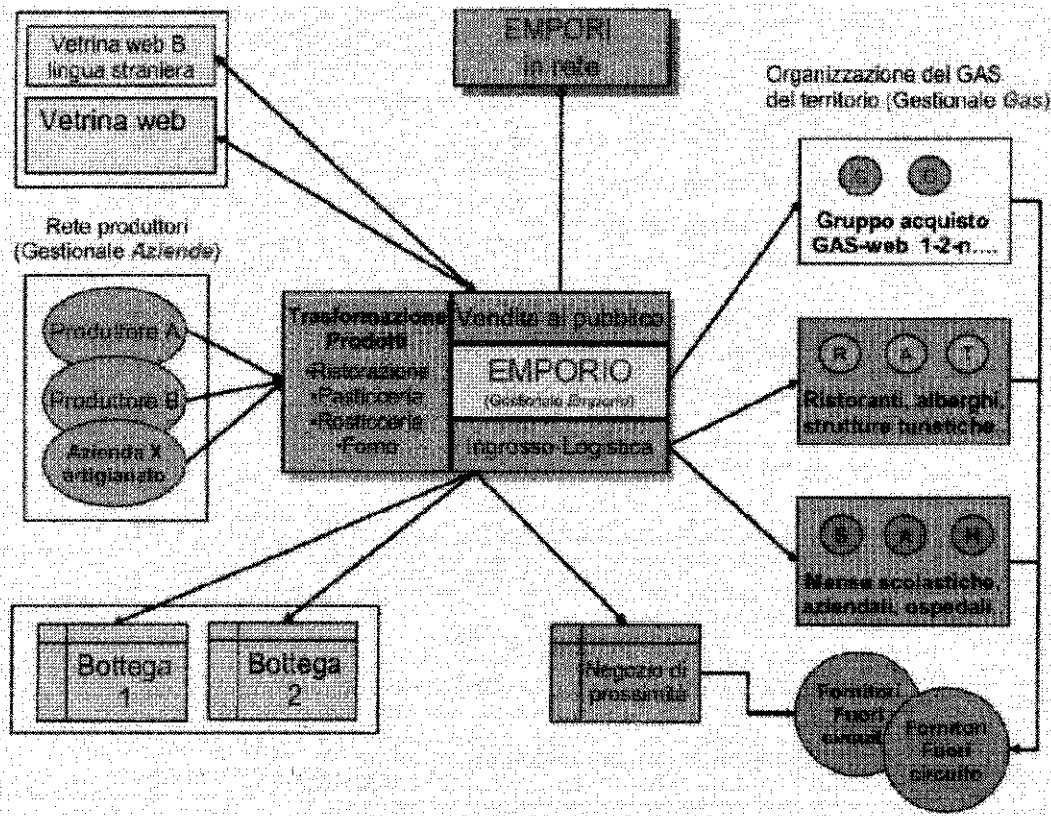 Vetrina web B
lingua straniera
Vetrina web
EMPORI
in rete
Organizzazione del GAS
del territorio (Gestionale Gas)
G G
Gruppo acquisto
GAS-web 1-2-n....
Rete produttori
(Gestionale Aziende)
Produttore A
Produttore B
Azienda X
artigianato
Trasformazione
Prodotti
•Ristorazione
•Pasticceria
•Rosticceria
•Forno
Vendita al pubblico
EMPORIO
(Gestionale Emporio)
Ingrosso-Logistica
R A T
Ristoranti, alberghi,
strutture turistiche.
S A H
Mense scolastiche,
aziendali, ospedali.
Bottega
1
Bottega
2
Negozio di
prossimità
Fornitori
Fuori
circuito
Fornitori
Fuori
circuito